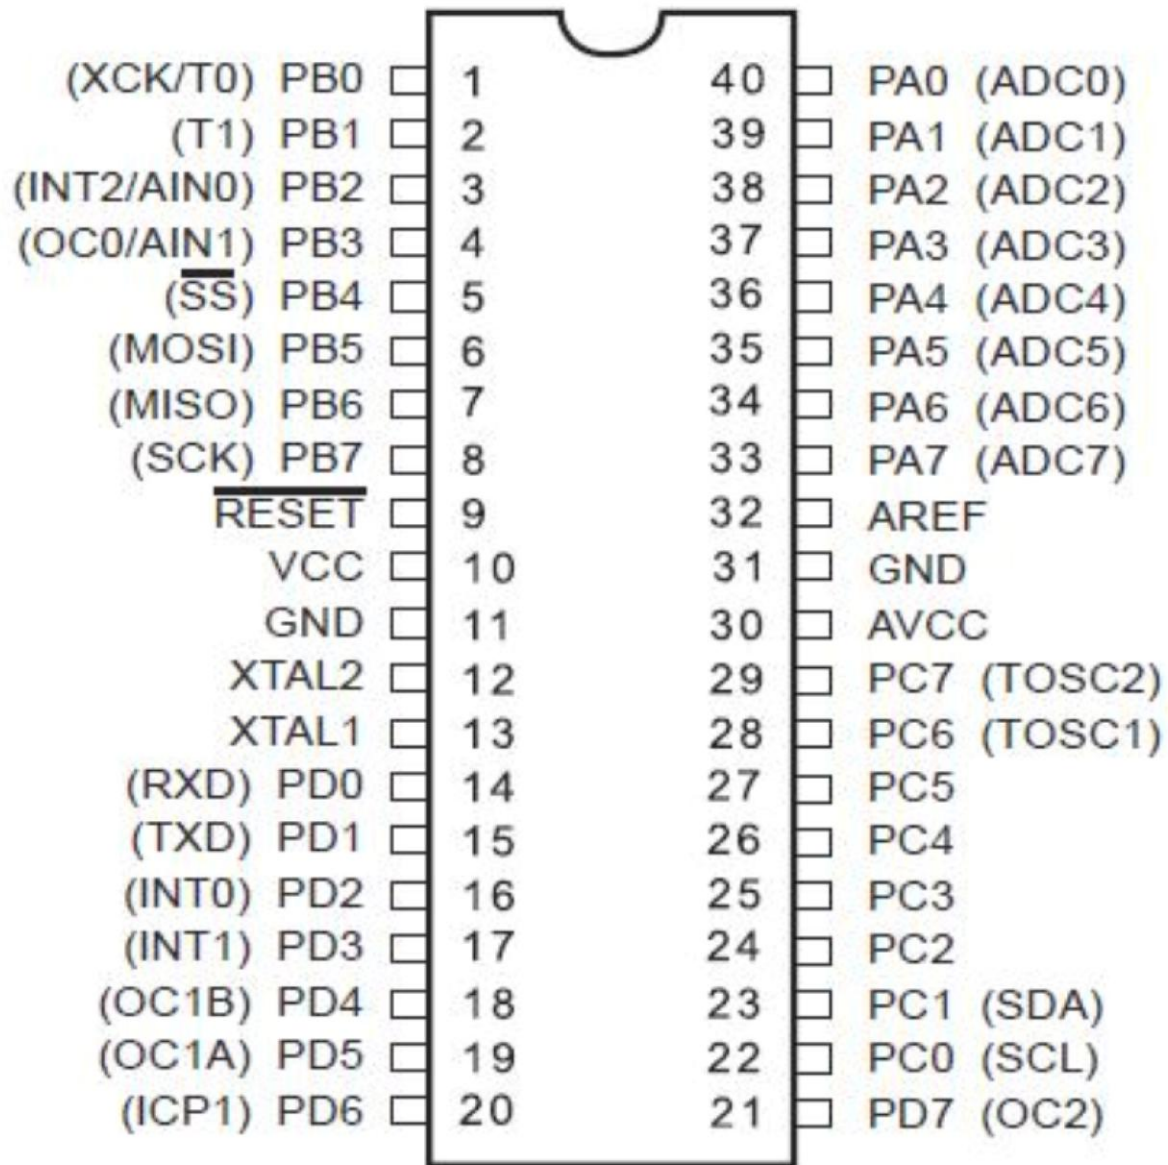 (XCK/T0) PB0 1 40 PA0 (ADC0)
(T1) PB1 2 39 PA1 (ADC1)
(INT2/AIN0) PB2 3 38 PA2 (ADC2)
(OC0/AIN1) PB3 4 37 PA3 (ADC3)
(SS) PB4 5 36 PA4 (ADC4)
(MOSI) PB5 6 35 PA5 (ADC5)
(MISO) PB6 7 34 PA6 (ADC6)
(SCK) PB7 8 33 PA7 (ADC7)
RESET 9 32 AREF
VCC 10 31 GND
GND 11 30 AVCC
XTAL2 12 29 PC7 (TOSC2)
XTAL1 13 28 PC6 (TOSC1)
(RXD) PD0 14 27 PC5
(TXD) PD1 15 26 PC4
(INT0) PD2 16 25 PC3
(INT1) PD3 17 24 PC2
(OC1B) PD4 18 23 PC1 (SDA)
(OC1A) PD5 19 22 PC0 (SCL)
(ICP1) PD6 20 21 PD7 (OC2)